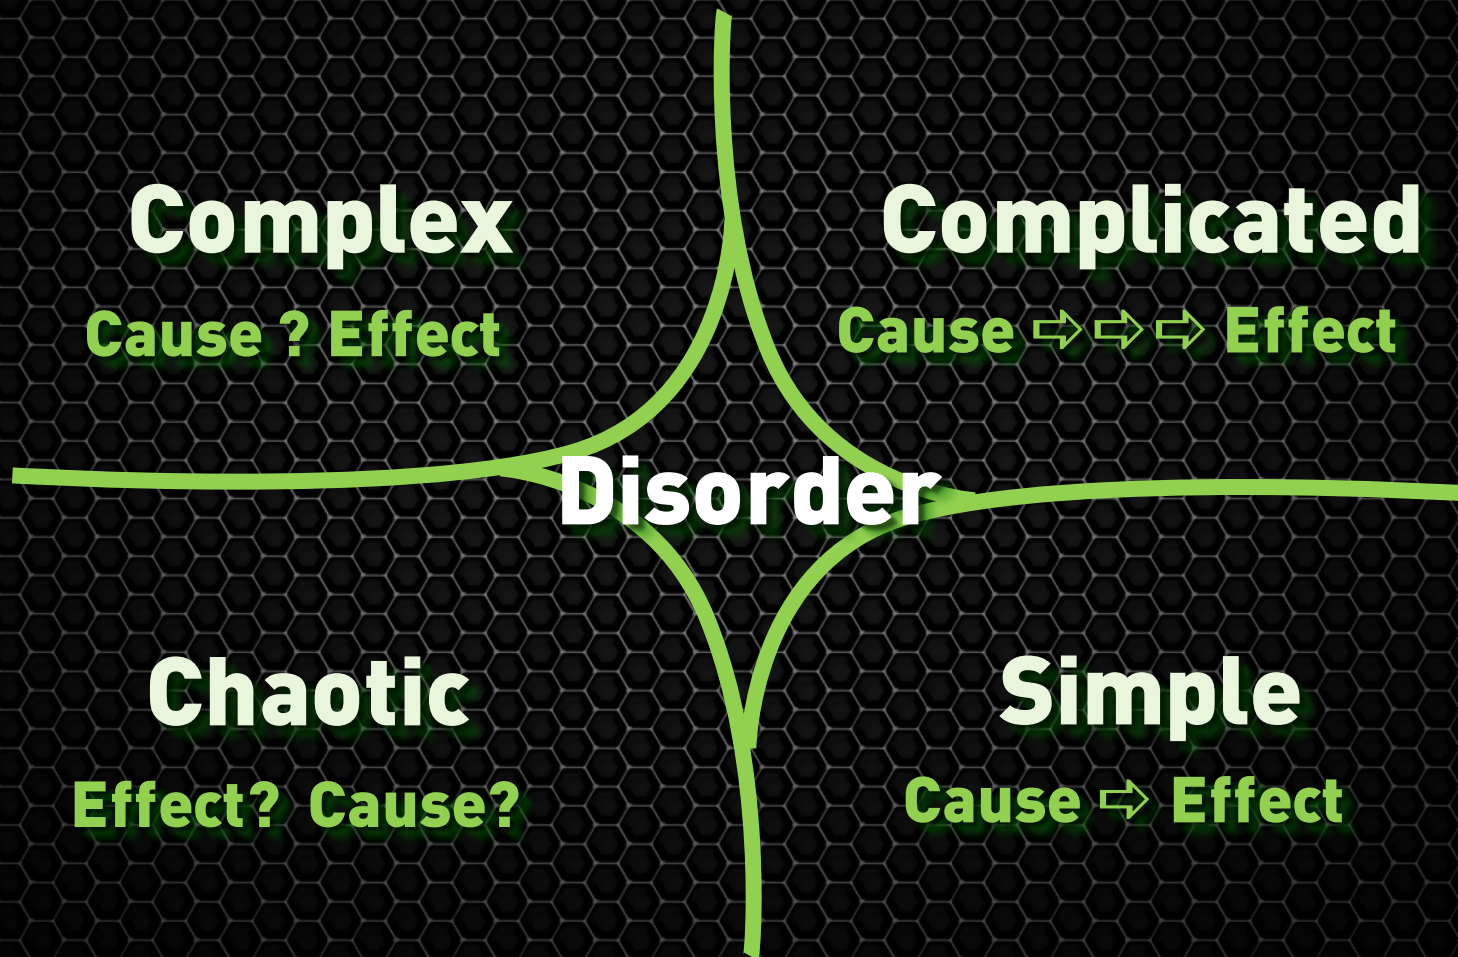 Complex
Cause ? Effect
Complicated
Cause ⇨⇨⇨ Effect
Disorder
Chaotic
Effect? Cause?
Simple
Cause ⇨ Effect